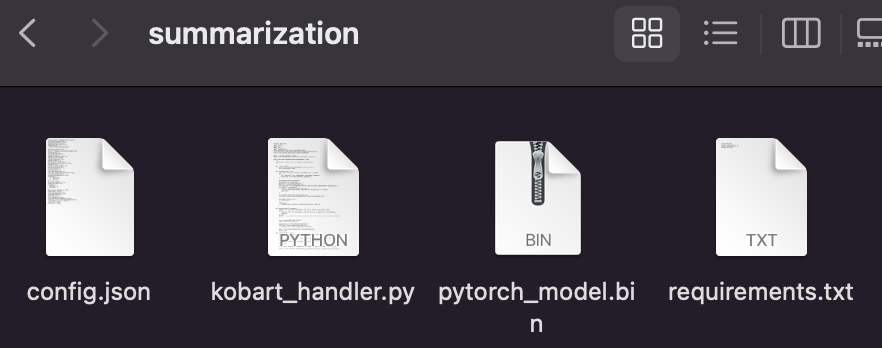 summarization
PYTHON
BIN
TXT
config.json
kobart_handler.py
pytorch_model.bi
n
requirements.txt